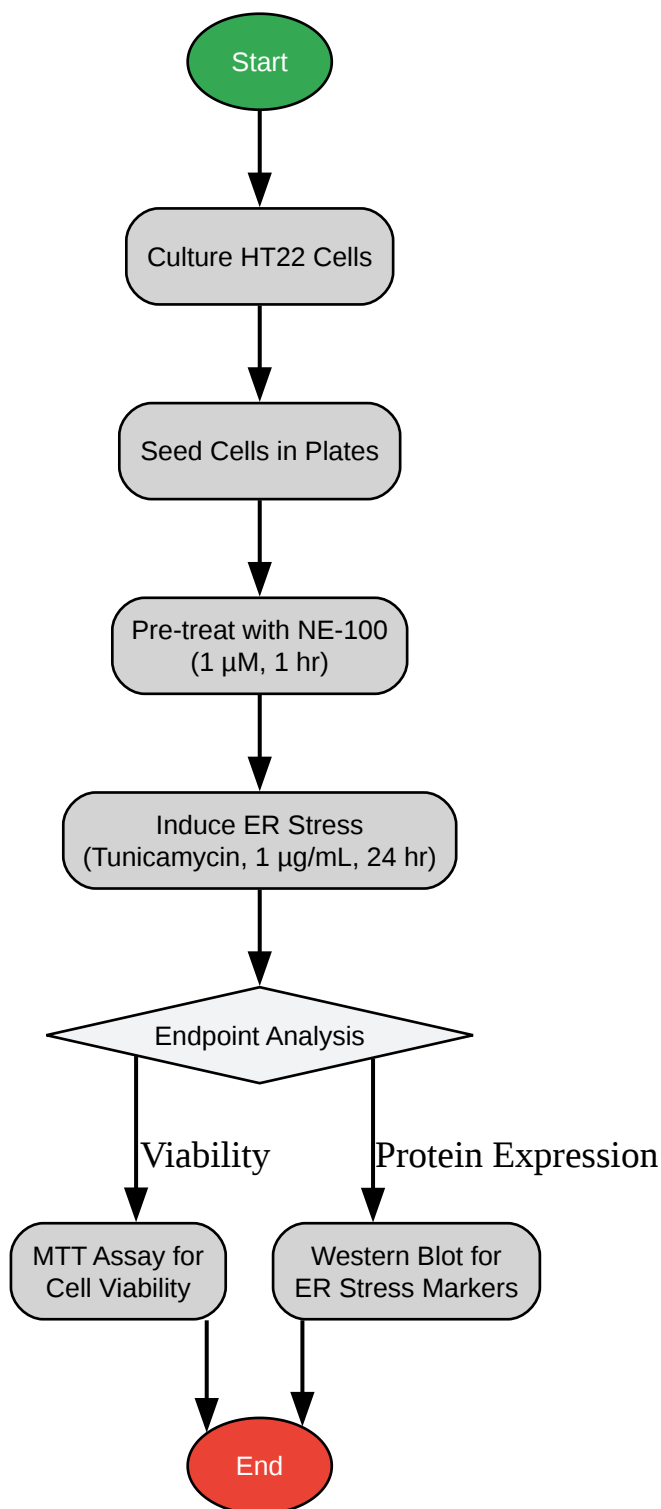 Start
Culture HT22 Cells
Seed Cells in Plates
Pre-treat with NE-100
(1 µM, 1 hr)
Induce ER Stress
(Tunicamycin, 1 µg/mL, 24 hr)
Endpoint Analysis
Viability
Protein Expression
MTT Assay for
Cell Viability
Western Blot for
ER Stress Markers
End